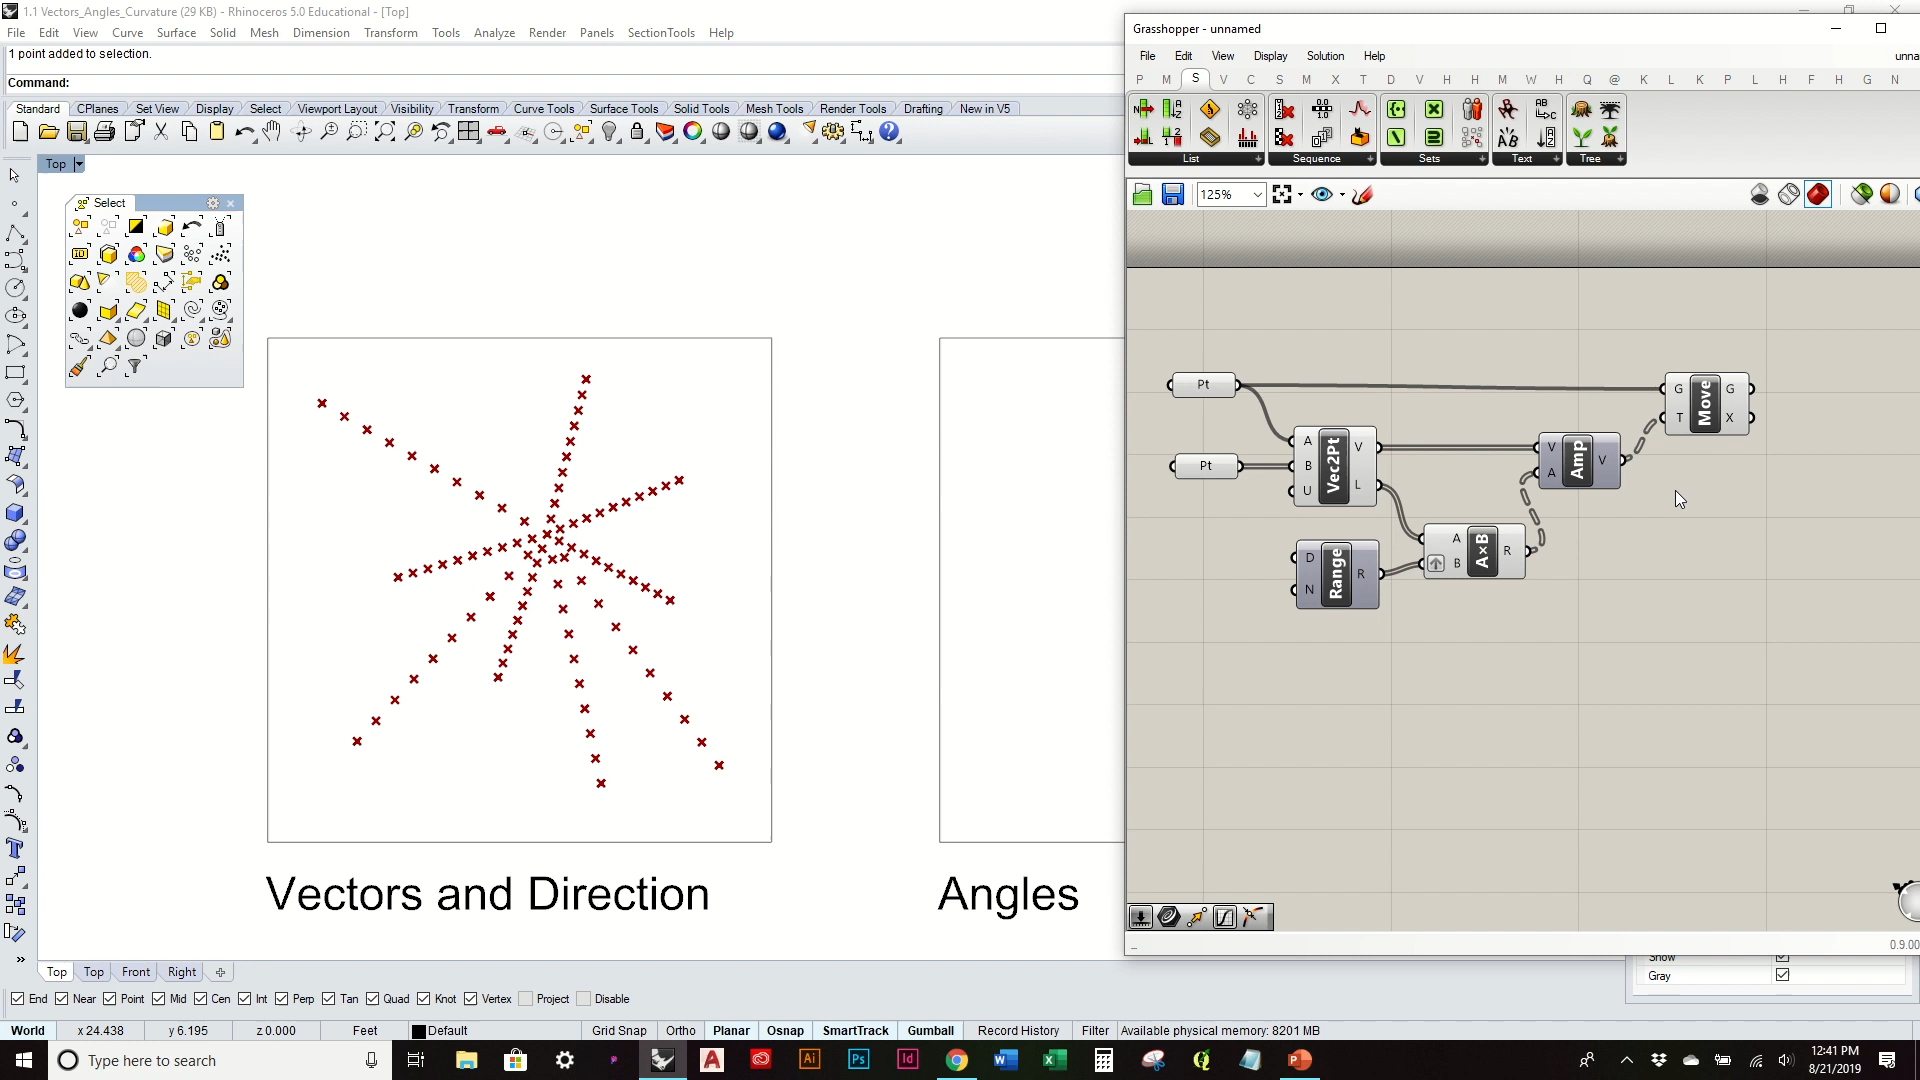 1.1 Vectors_Angles_Curvature (29 KB) - Rhinoceros 5.0 Educational - [Top]
File Edit View Curve Surface Solid Mesh Dimension Transform Tools Analyze Render Panels SectionTools Help
1 point added to selection.
Command:
Standard CPlanes Set View Display Select Viewport Layout Visibility Transform Curve Tools Surface Tools Solid Tools Mesh Tools Render Tools Drafting New in V5
Top
Select
Vectors and Direction
Angles
Grasshopper - unnamed
File Edit View Display Solution Help
unna
P M S V C S M X T D V H H M W H Q @ K L K P L H F H G N
List Sequence Sets Text Tree
125%
Pt
G Move G
T X
A Vec2Pt V
B L
U
Pt
V Amp V
A
D Range R
N
A A×B R
B
0.9.00
Show
Gray
Top Top Front Right
End Near Point Mid Cen Int Perp Tan Quad Knot Vertex Project Disable
World x 24.438 y 6.195 z 0.000 Feet Default Grid Snap Ortho Planar Osnap SmartTrack Gumball Record History Filter Available physical memory: 8201 MB
Type here to search
12:41 PM
8/21/2019